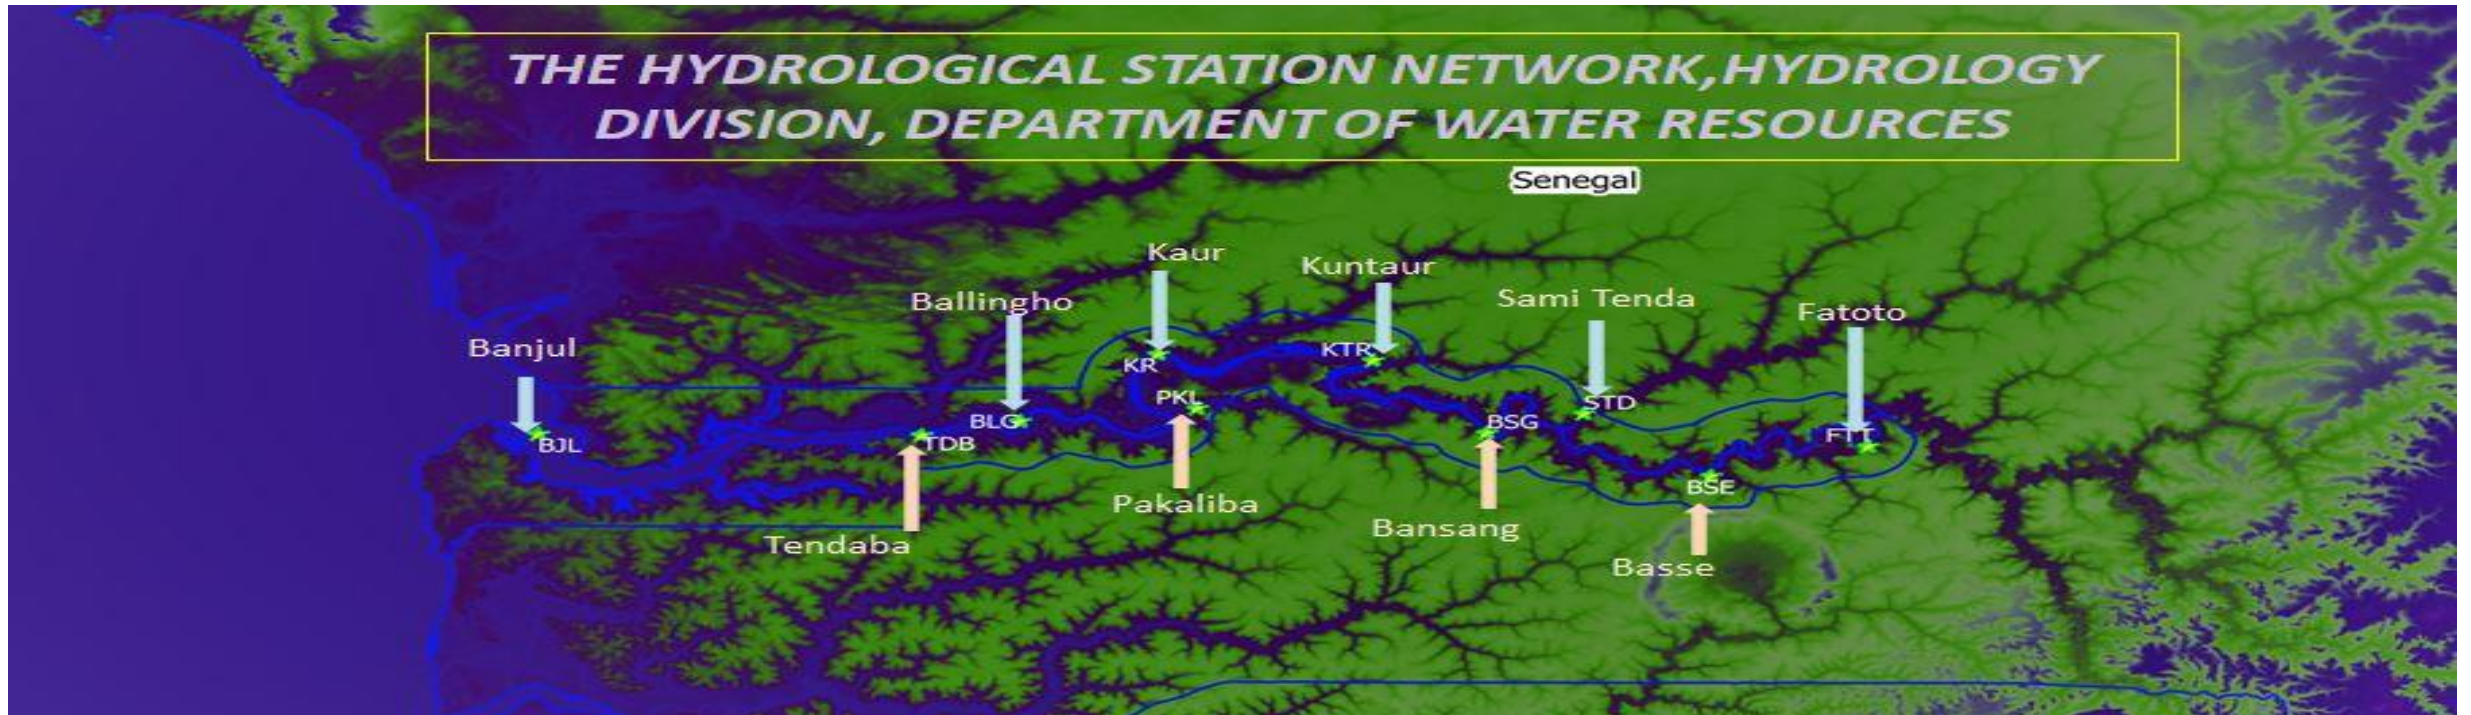 THE HYDROLOGICAL STATION NETWORK,HYDROLOGY
DIVISION, DEPARTMENT OF WATER RESOURCES
Senegal
Kaur
Kuntaur
Ballingho
Sami Tenda
Fatoto
Banjul
KR
KTR
PKL
STD
BLG
BSG
BJL
TDB
FTT
BSE
Pakaliba
Bansang
Tendaba
Basse